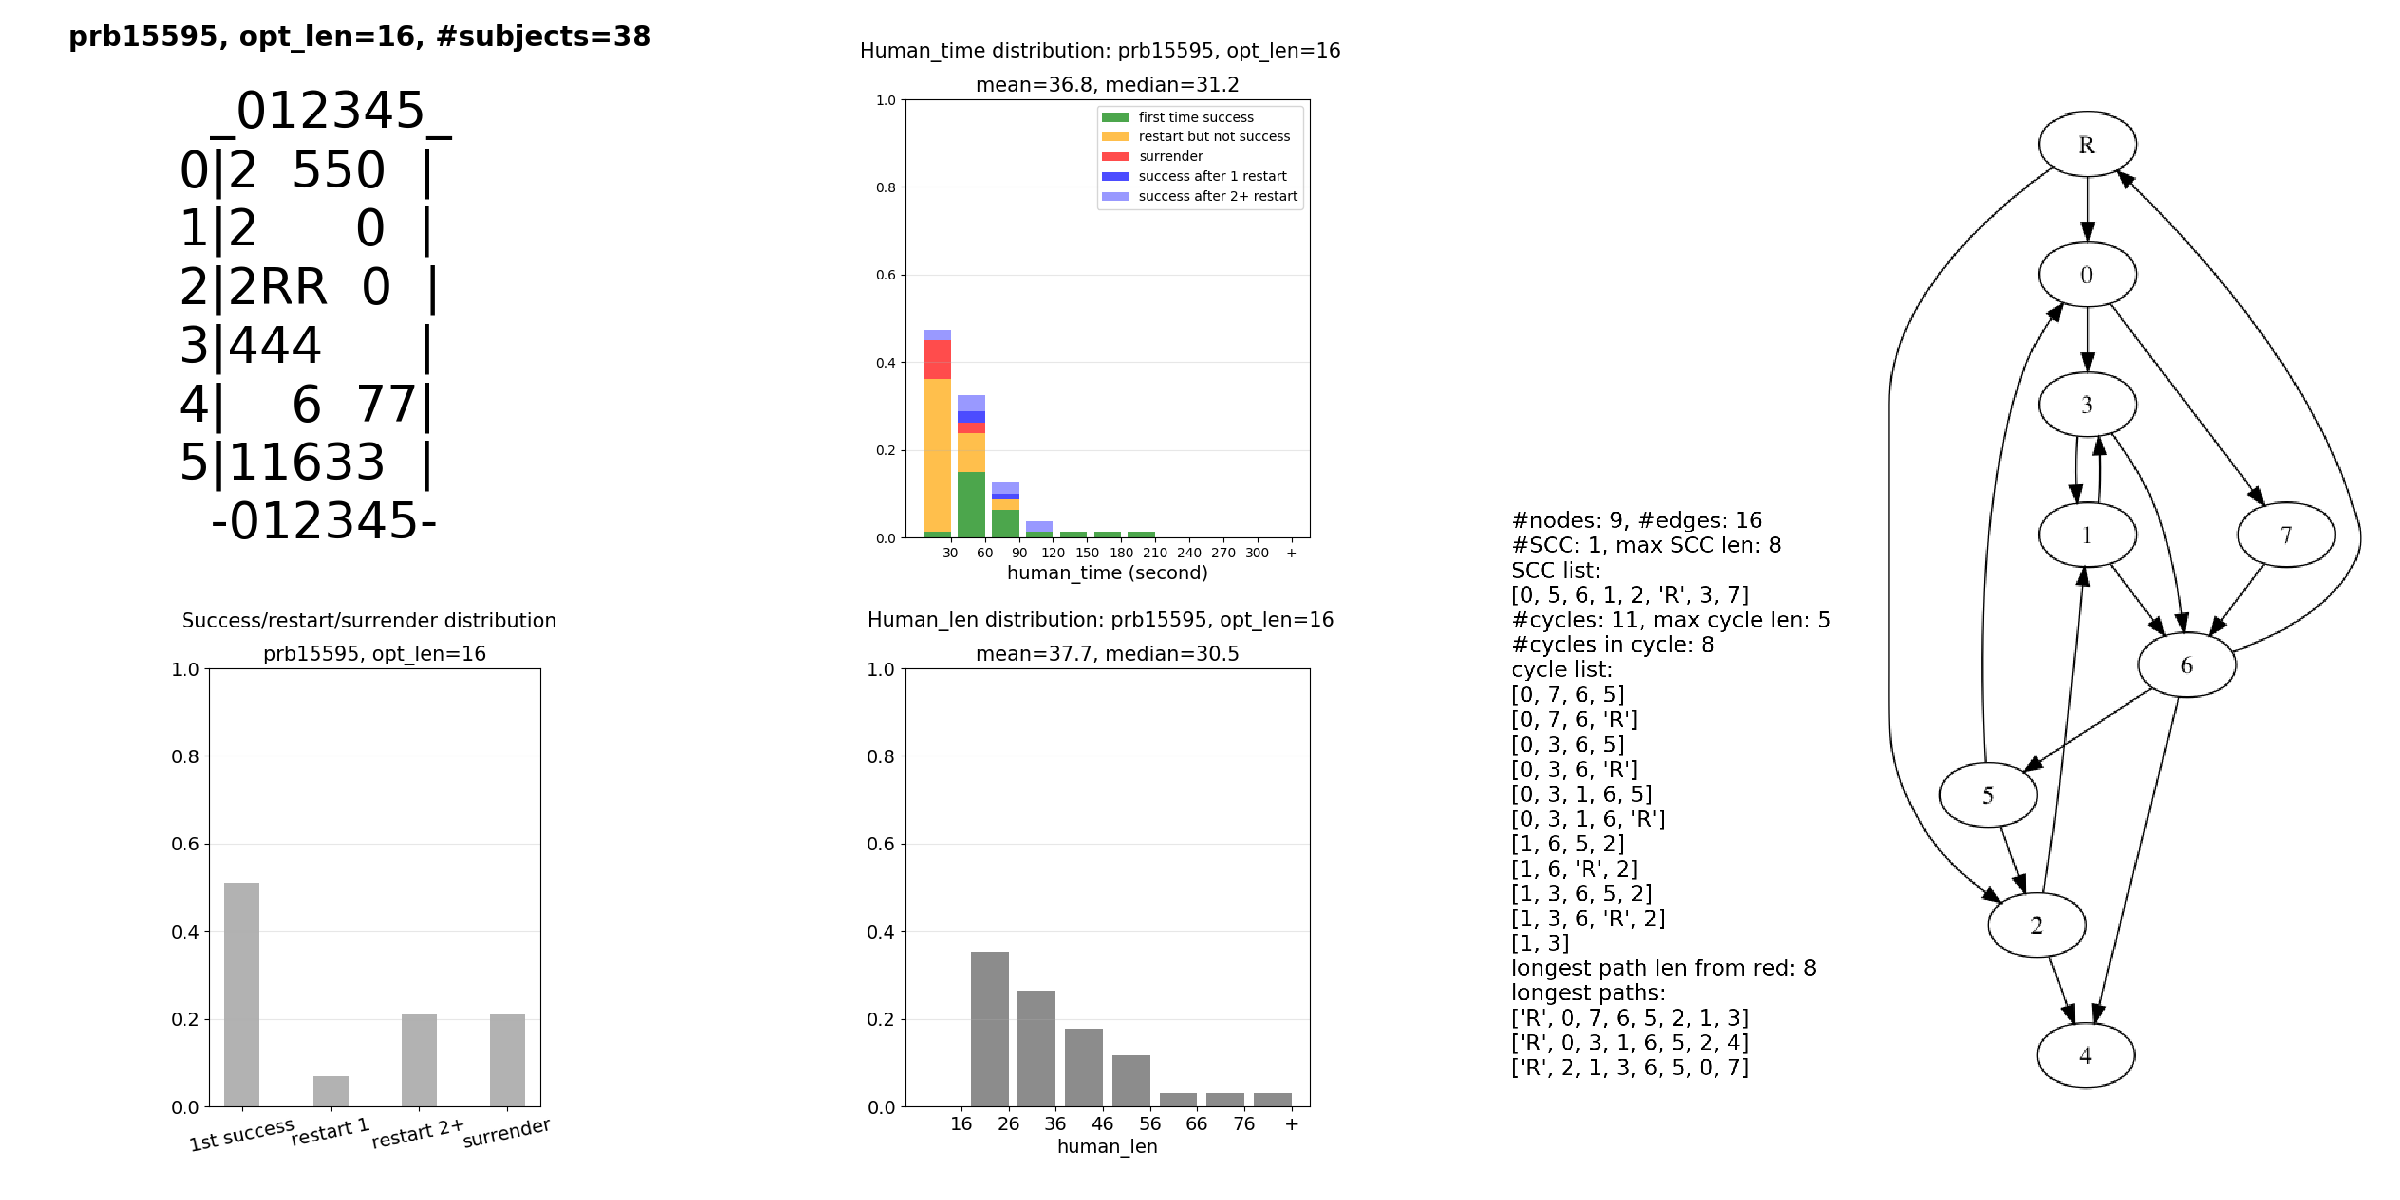 prb15595, opt_len=16, #subjects=38
_012345_
0|2  550  |
1|2      0  |
2|2RR  0  |
3|444      |
4|    6  77|
5|11633  |
-012345-
Human_time distribution: prb15595, opt_len=16
mean=36.8, median=31.2
first time success
restart but not success
surrender
success after 1 restart
success after 2+ restart
1.0
0.8
0.6
0.4
0.2
0.0
30 60 90 120 150 180 210 240 270 300 +
human_time (second)
Success/restart/surrender distribution
prb15595, opt_len=16
1.0
0.8
0.6
0.4
0.2
0.0
1st success restart 1 restart 2+ surrender
Human_len distribution: prb15595, opt_len=16
mean=37.7, median=30.5
1.0
0.8
0.6
0.4
0.2
0.0
16 26 36 46 56 66 76 +
human_len
#nodes: 9, #edges: 16
#SCC: 1, max SCC len: 8
SCC list:
[0, 5, 6, 1, 2, 'R', 3, 7]
#cycles: 11, max cycle len: 5
#cycles in cycle: 8
cycle list:
[0, 7, 6, 5]
[0, 7, 6, 'R']
[0, 3, 6, 5]
[0, 3, 6, 'R']
[0, 3, 1, 6, 5]
[0, 3, 1, 6, 'R']
[1, 6, 5, 2]
[1, 6, 'R', 2]
[1, 3, 6, 5, 2]
[1, 3, 6, 'R', 2]
[1, 3]
longest path len from red: 8
longest paths:
['R', 0, 7, 6, 5, 2, 1, 3]
['R', 0, 3, 1, 6, 5, 2, 4]
['R', 2, 1, 3, 6, 5, 0, 7]
R
0
3
1 7
6
5
2
4